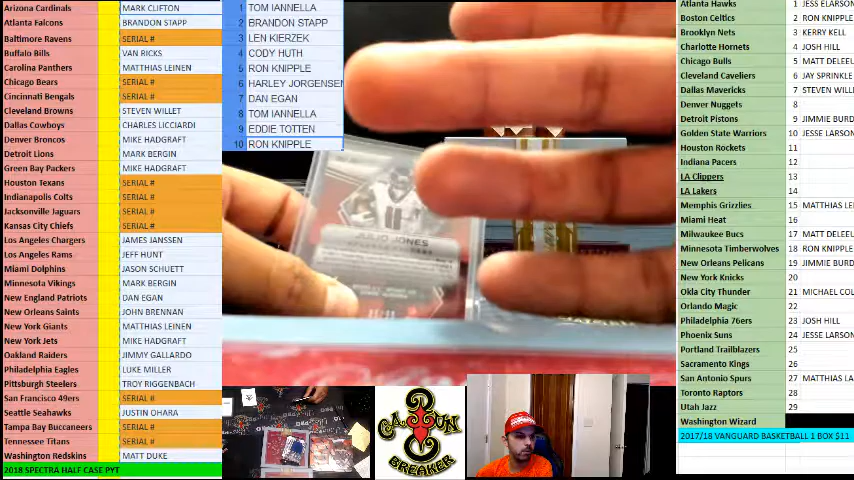 Arizona Cardinals MARK CLIFTON
Atlanta Falcons BRANDON STAPP
Baltimore Ravens SERIAL #
Buffalo Bills VAN RICKS
Carolina Panthers MATTHIAS LEINEN
Chicago Bears SERIAL #
Cincinnati Bengals SERIAL #
Cleveland Browns STEVEN WILLET
Dallas Cowboys CHARLES LICCIARDI
Denver Broncos MIKE HADGRAFT
Detroit Lions MARK BERGIN
Green Bay Packers MIKE HADGRAFT
Houston Texans SERIAL #
Indianapolis Colts SERIAL #
Jacksonville Jaguars SERIAL #
Kansas City Chiefs SERIAL #
Los Angeles Chargers JAMES JANSSEN
Los Angeles Rams JEFF HUNT
Miami Dolphins JASON SCHUETT
Minnesota Vikings MARK BERGIN
New England Patriots DAN EGAN
New Orleans Saints JOHN BRENNAN
New York Giants MATTHIAS LEINEN
New York Jets MIKE HADGRAFT
Oakland Raiders JIMMY GALLARDO
Philadelphia Eagles LUKE MILLER
Pittsburgh Steelers TROY RIGGENBACH
San Francisco 49ers SERIAL #
Seattle Seahawks JUSTIN OHARA
Tampa Bay Buccaneers SERIAL #
Tennessee Titans SERIAL #
Washington Redskins MATT DUKE
2018 SPECTRA HALF CASE PYT
1 TOM IANNELLA
2 BRANDON STAPP
3 LEN KIERZEK
4 CODY HUTH
5 RON KNIPPLE
6 HARLEY JORGENSEN
7 DAN EGAN
8 TOM IANNELLA
9 EDDIE TOTTEN
10 RON KNIPPLE
JULIO JONES
BREAKER
Atlanta Hawks 1 JESS ELARSON
Boston Celtics 2 RON KNIPPLE
Brooklyn Nets 3 KERRY KELL
Charlotte Hornets 4 JOSH HILL
Chicago Bulls 5 MATT DELEEU
Cleveland Cavaliers 6 JAY SPRINKLE
Dallas Mavericks 7 STEVEN WILL
Denver Nuggets 8
Detroit Pistons 9 JIMMIE BURD
Golden State Warriors 10 JESSE LARSON
Houston Rockets 11
Indiana Pacers 12
LA Clippers 13
LA Lakers 14
Memphis Grizzlies 15 MATTHIAS LEI
Miami Heat 16
Milwaukee Bucs 17 MATT DELEEU
Minnesota Timberwolves 18 RON KNIPPLE
New Orleans Pelicans 19 JIMMIE BURD
New York Knicks 20
Okla City Thunder 21 MICHAEL COL
Orlando Magic 22
Philadelphia 76ers 23 JOSH HILL
Phoenix Suns 24 JESSE LARSON
Portland Trailblazers 25
Sacramento Kings 26
San Antonio Spurs 27 MATTHIAS LA
Toronto Raptors 28
Utah Jazz 29
Washington Wizard
2017/18 VANGUARD BASKETBALL 1 BOX $11